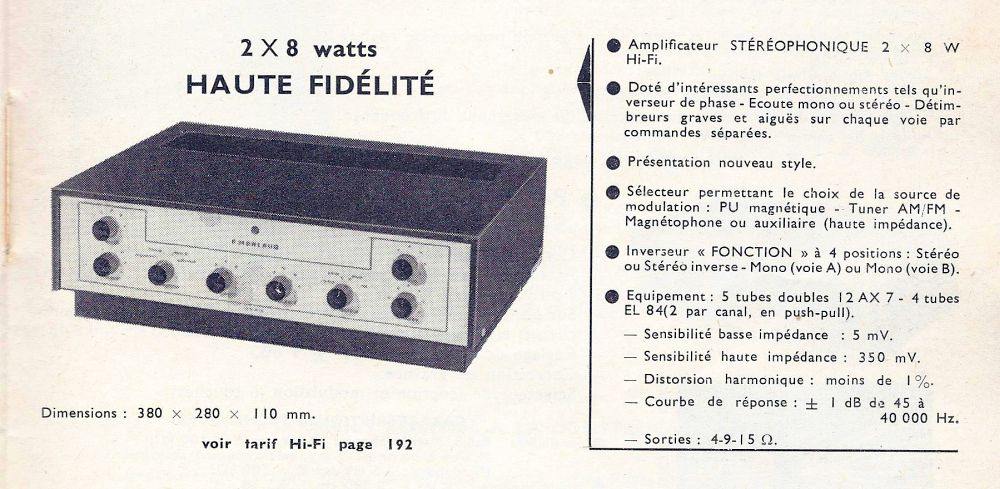 2 X 8 watts
HAUTE FIDÉLITÉ
F. MERLAUD
Dimensions : 380 × 280 × 110 mm.
voir tarif Hi-Fi page 192
● Amplificateur STÉRÉOPHONIQUE 2 × 8 W
Hi-Fi.
● Doté d'intéressants perfectionnements tels qu'in-
verseur de phase - Ecoute mono ou stéréo - Détim-
breurs graves et aiguës sur chaque voie par
commandes séparées.
● Présentation nouveau style.
● Sélecteur permettant le choix de la source de
modulation : PU magnétique - Tuner AM/FM -
Magnétophone ou auxiliaire (haute impédance).
● Inverseur « FONCTION » à 4 positions : Stéréo
ou Stéréo inverse - Mono (voie A) ou Mono (voie B).
● Equipement : 5 tubes doubles 12 AX 7 - 4 tubes
EL 84(2 par canal, en push-pull).
— Sensibilité basse impédance : 5 mV.
— Sensibilité haute impédance : 350 mV.
— Distorsion harmonique : moins de 1%.
— Courbe de réponse : ± 1 dB de 45 à
40 000 Hz.
— Sorties : 4-9-15 Ω.